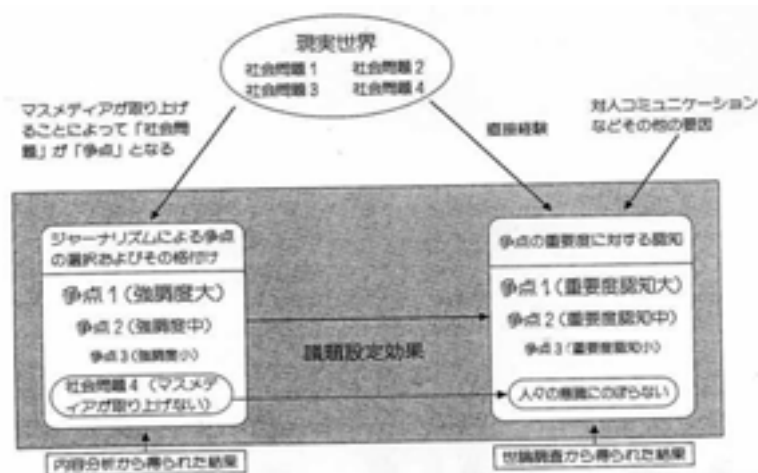 現実世界
社会問題1 社会問題2
社会問題3 社会問題4
マスメディアが取り上げ
ることによって「社会問
題」が「争点」となる
直接経験
対人コミュニケーション
などその他の要因
ジャーナリズムによる争点
の選択およびその格付け
争点1(強調度大)
争点2(強調度中)
争点3(強調度小)
社会問題4(マスメデ
ィアが取り上げない)
議題設定効果
争点の重要度に対する認知
争点1(重要度認知大)
争点2(重要度認知中)
争点3(重要度認知小)
人々の意識にのぼらない
内容分析から得られた結果
世論調査から得られた結果